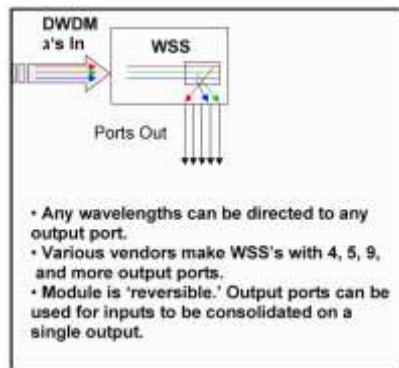 DWDM
λ's In
WSS
Ports Out
• Any wavelengths can be directed to any
output port.
• Various vendors make WSS's with 4, 5, 9,
and more output ports.
• Module is 'reversible.' Output ports can be
used for inputs to be consolidated on a
single output.